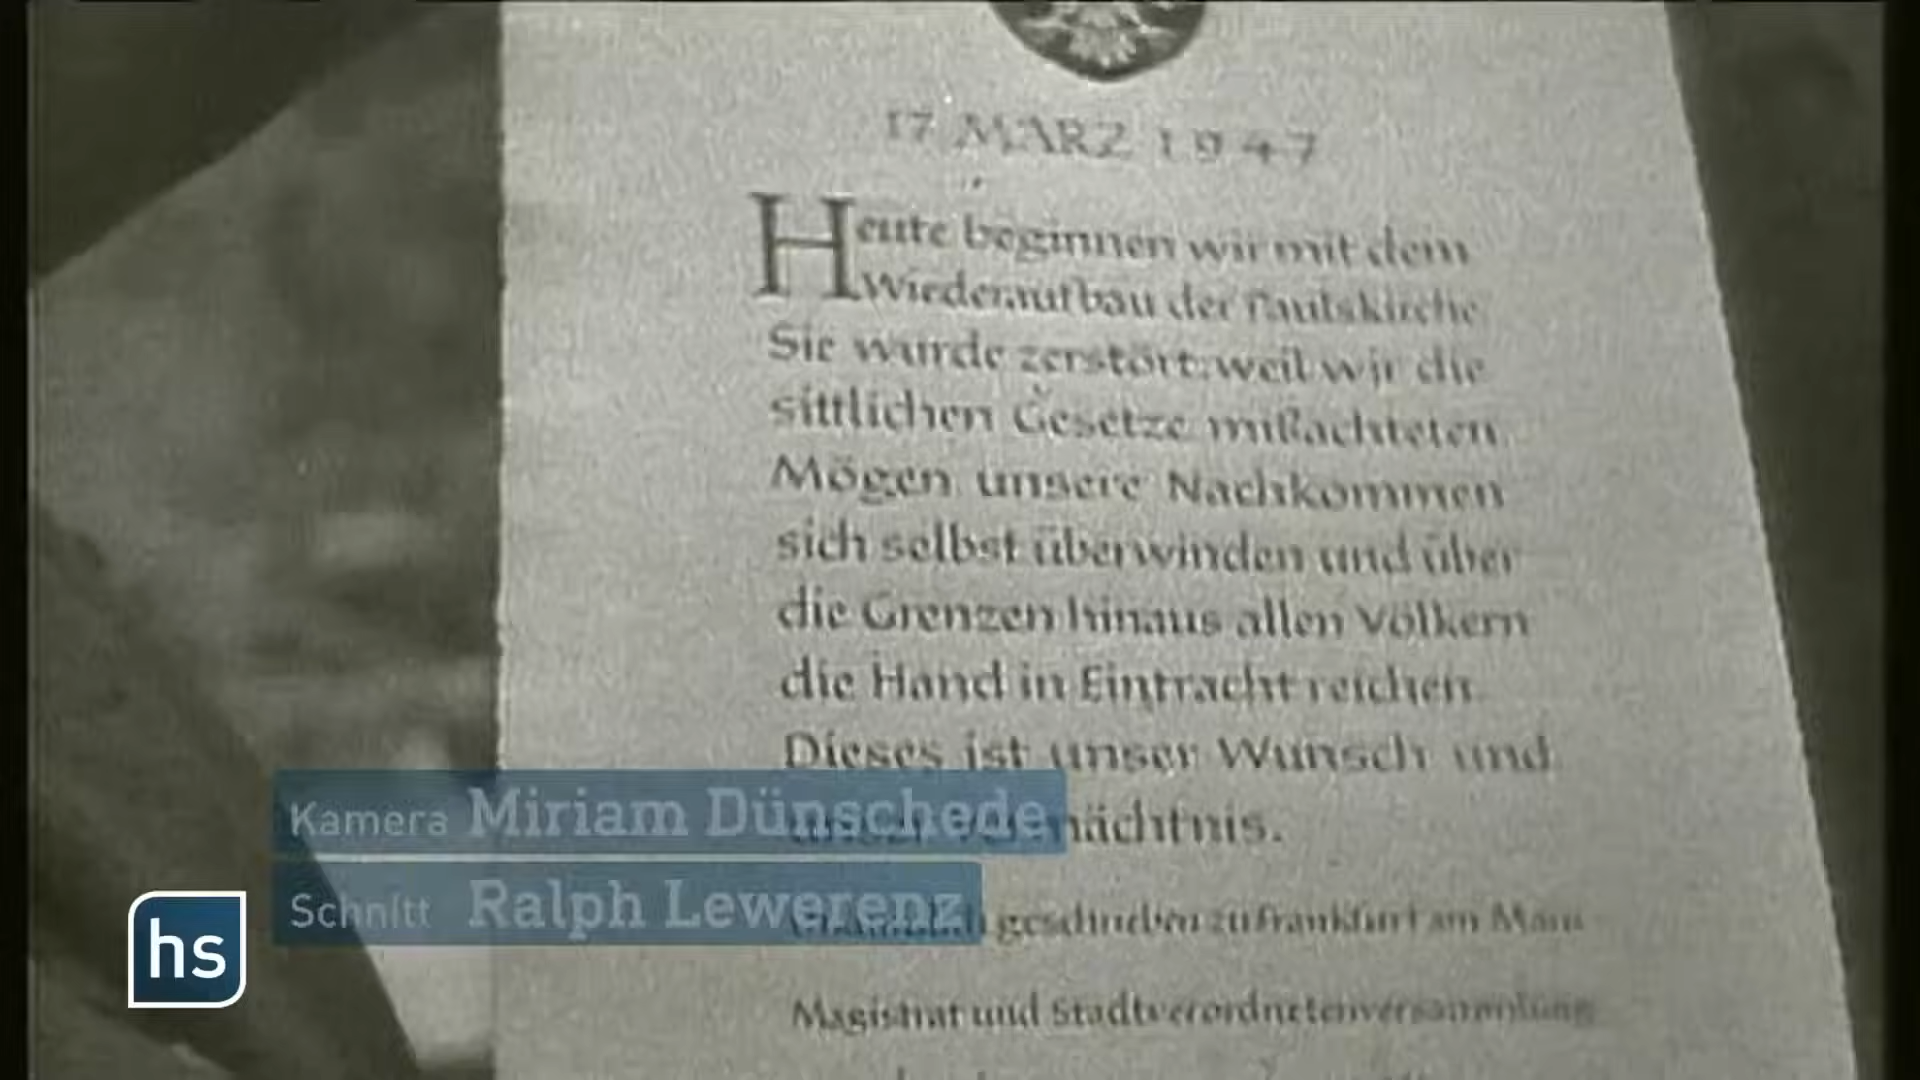 17 MÄRZ 1947
Heute beginnen wir mit dem
Wiederaufbau der Paulskirche
Sie wurde zerstört, weil wir die
sittlichen Gesetze mißachteten.
Mögen unsere Nachkommen
sich selbst überwinden und über
die Grenzen hinaus allen Völkern
die Hand in Eintracht reichen.
Dieses ist unser Wunsch und
unser Vermächtnis.
Kamera Miriam Dünschede
Schnitt Ralph Lewerenz
geschrieben zu Frankfurt am Main
Magistrat und Stadtverordnetenversammlung
hs